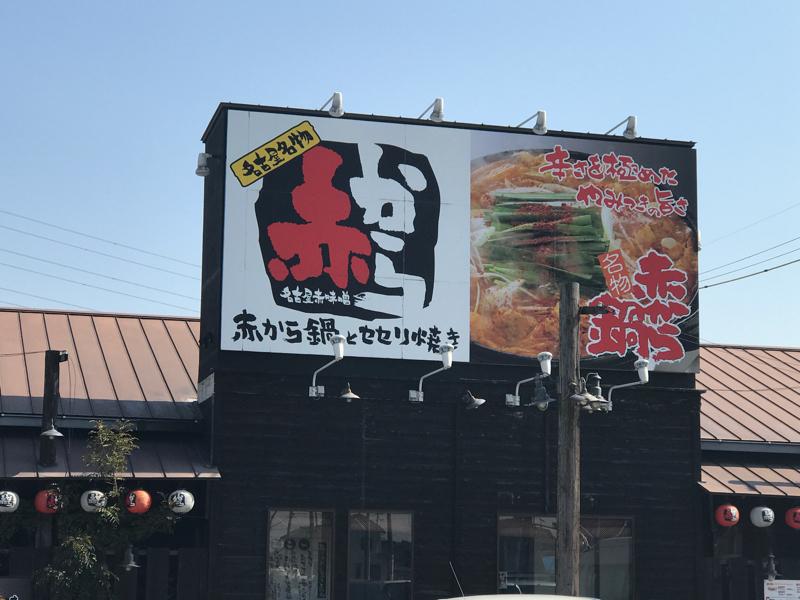 名古屋名物
赤から
名古屋赤味噌
赤から鍋とセセリ焼き
辛さを極めた
やみつきの旨さ
名物
赤から鍋